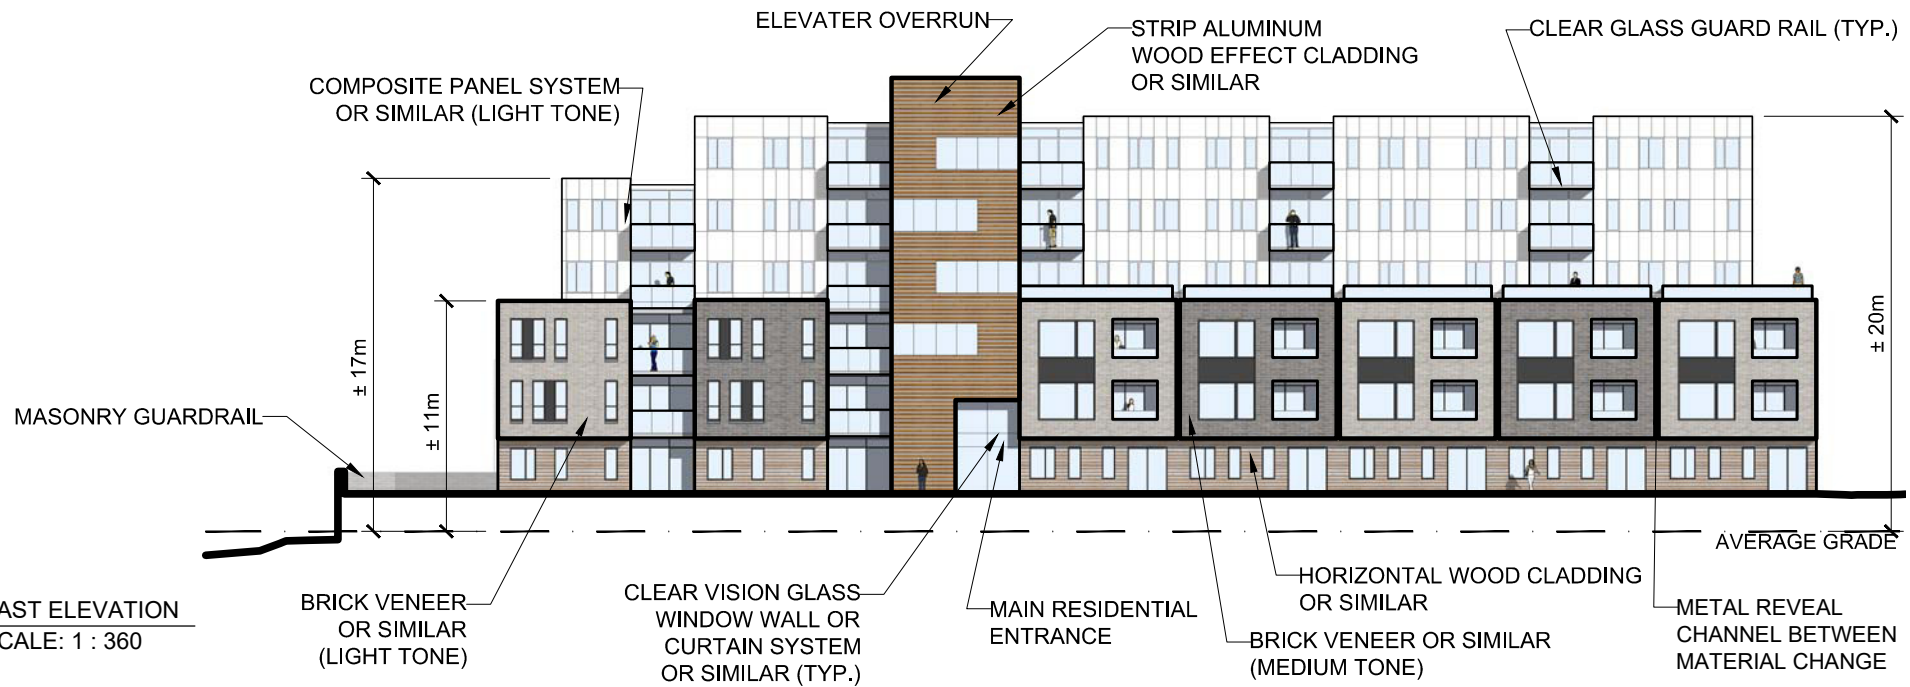 ELEVATER OVERRUN
STRIP ALUMINUM
WOOD EFFECT CLADDING
OR SIMILAR
CLEAR GLASS GUARD RAIL (TYP.)
COMPOSITE PANEL SYSTEM
OR SIMILAR (LIGHT TONE)
± 17m
± 11m
± 20m
MASONRY GUARDRAIL
AVERAGE GRADE
AST ELEVATION
CALE: 1 : 360
BRICK VENEER
OR SIMILAR
(LIGHT TONE)
CLEAR VISION GLASS
WINDOW WALL OR
CURTAIN SYSTEM
OR SIMILAR (TYP.)
MAIN RESIDENTIAL
ENTRANCE
HORIZONTAL WOOD CLADDING
OR SIMILAR
BRICK VENEER OR SIMILAR
(MEDIUM TONE)
METAL REVEAL
CHANNEL BETWEEN
MATERIAL CHANGE